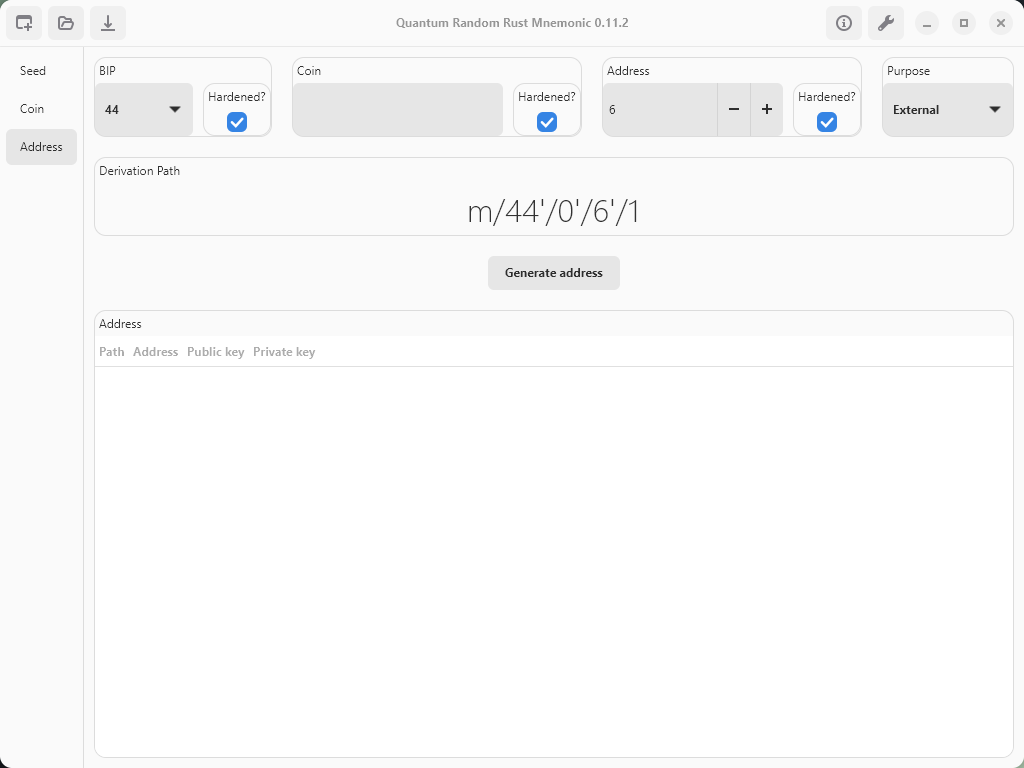 Quantum Random Rust Mnemonic 0.11.2
Seed
Coin
Address
BIP
44
Hardened?
Coin
Hardened?
Address
6
Hardened?
Purpose
External
Derivation Path
m/44'/0'/6'/1
Generate address
Address
Path Address Public key Private key